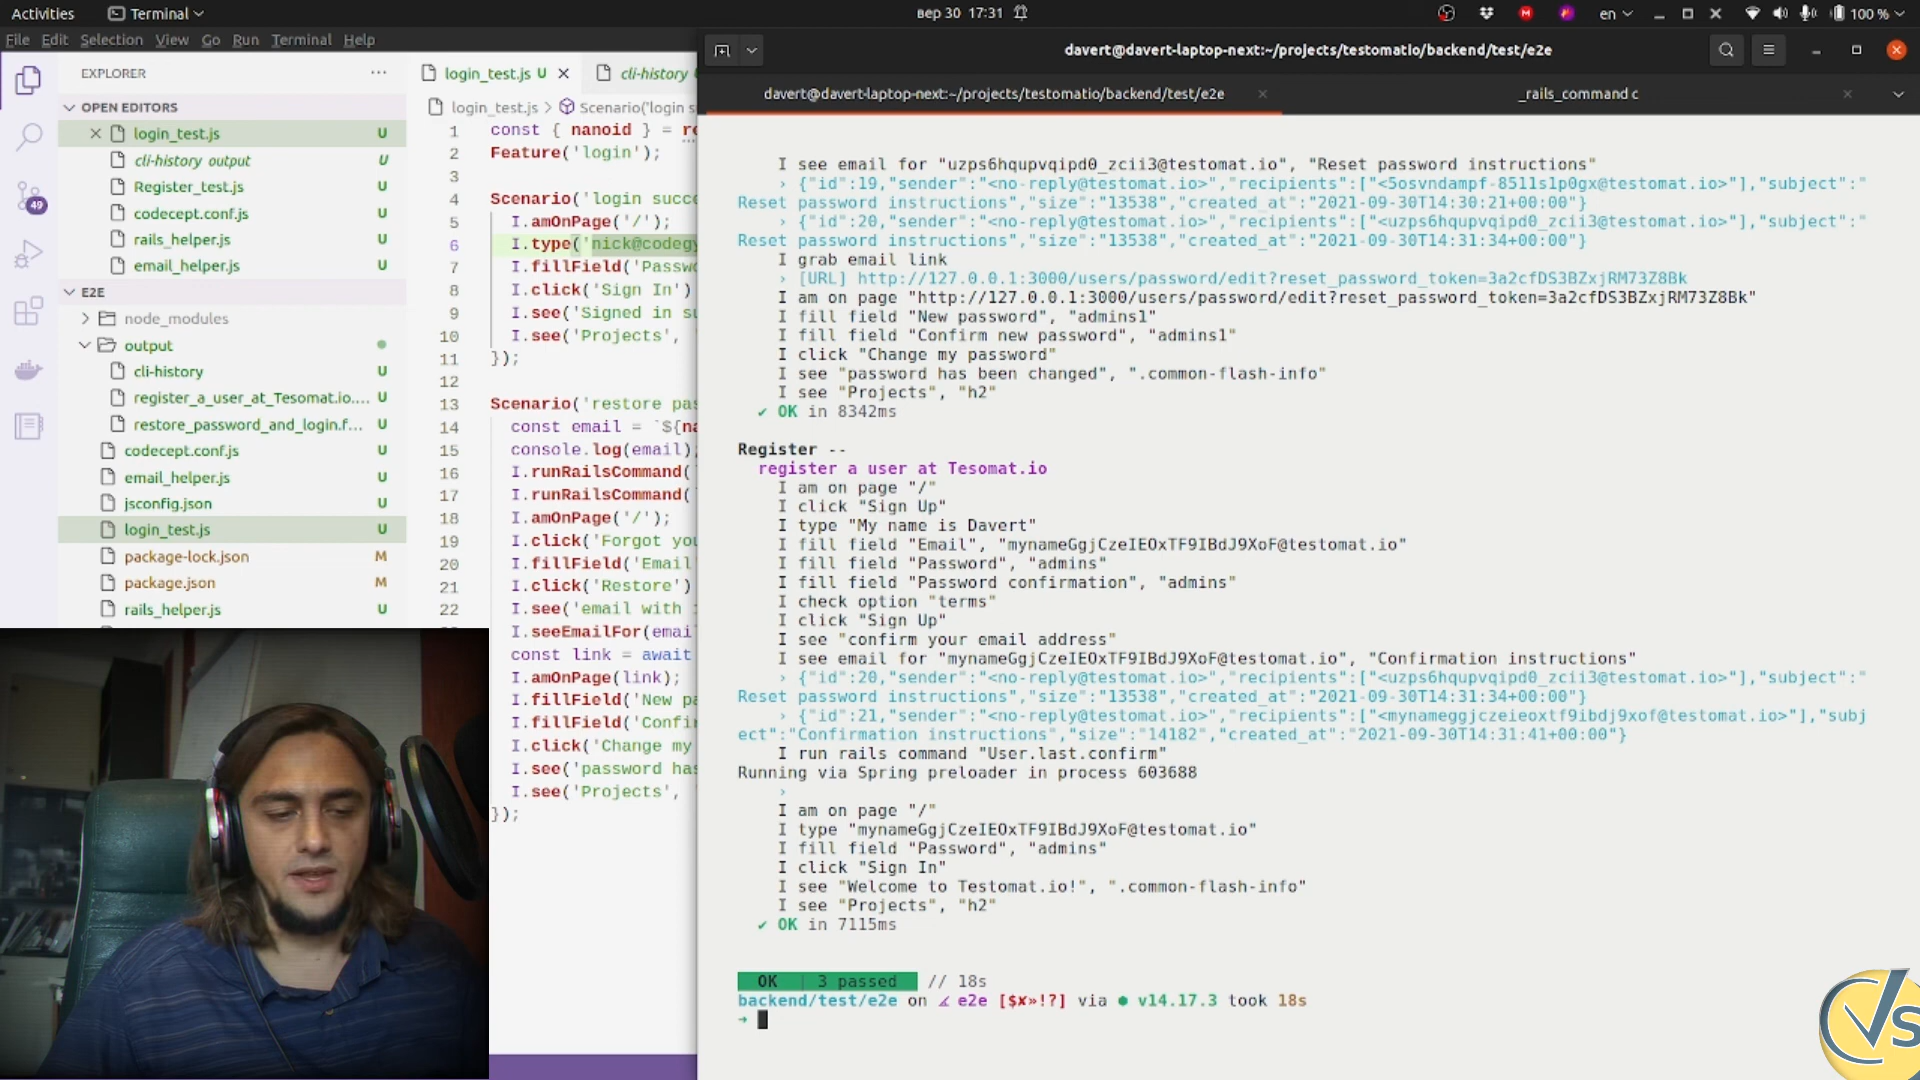 Activities
Terminal
вер 30 17:31
en
100 %
File Edit Selection View Go Run Terminal Help
EXPLORER
OPEN EDITORS
login_test.js U
cli-history output U
Register_test.js U
codecept.conf.js U
rails_helper.js U
email_helper.js U
49
E2E
node_modules
output
cli-history U
register_a_user_at_Tesomat.io.... U
restore_password_and_login.f... U
codecept.conf.js U
email_helper.js U
jsconfig.json U
login_test.js U
package-lock.json M
package.json M
rails_helper.js U
login_test.js U
cli-history
login_test.js > Scenario('login s
1 const { nanoid } = re
2 Feature('login');
3
4 Scenario('login succe
5 I.amOnPage('/');
6 I.type('nick@codegy
7 I.fillField('Passwo
8 I.click('Sign In')
9 I.see('Signed in su
10 I.see('Projects',
11 });
12
13 Scenario('restore pas
14 const email = `${na
15 console.log(email);
16 I.runRailsCommand(`
17 I.runRailsCommand(`
18 I.amOnPage('/');
19 I.click('Forgot you
20 I.fillField('Email'
21 I.click('Restore')
22 I.see('email with i
I.seeEmailFor(email
const link = await
I.amOnPage(link);
I.fillField('New pa
I.fillField('Confir
I.click('Change my
I.see('password has
I.see('Projects',
});
davert@davert-laptop-next:~/projects/testomatio/backend/test/e2e
davert@davert-laptop-next:~/projects/testomatio/backend/test/e2e
_rails_command c
I see email for "uzps6hqupvqipd0_zcii3@testomat.io", "Reset password instructions"
› {"id":19,"sender":"<no-reply@testomat.io>","recipients":["<5osvndampf-8511s1p0gx@testomat.io>"],"subject":"
Reset password instructions","size":"13538","created_at":"2021-09-30T14:30:21+00:00"}
› {"id":20,"sender":"<no-reply@testomat.io>","recipients":["<uzps6hqupvqipd0_zcii3@testomat.io>"],"subject":"
Reset password instructions","size":"13538","created_at":"2021-09-30T14:31:34+00:00"}
I grab email link
› [URL] http://127.0.0.1:3000/users/password/edit?reset_password_token=3a2cfDS3BZxjRM73Z8Bk
I am on page "http://127.0.0.1:3000/users/password/edit?reset_password_token=3a2cfDS3BZxjRM73Z8Bk"
I fill field "New password", "admins1"
I fill field "Confirm new password", "admins1"
I click "Change my password"
I see "password has been changed", ".common-flash-info"
I see "Projects", "h2"
✔ OK in 8342ms
Register --
register a user at Tesomat.io
I am on page "/"
I click "Sign Up"
I type "My name is Davert"
I fill field "Email", "mynameGgjCzeIEOxTF9IBdJ9XoF@testomat.io"
I fill field "Password", "admins"
I fill field "Password confirmation", "admins"
I check option "terms"
I click "Sign Up"
I see "confirm your email address"
I see email for "mynameGgjCzeIEOxTF9IBdJ9XoF@testomat.io", "Confirmation instructions"
› {"id":20,"sender":"<no-reply@testomat.io>","recipients":["<uzps6hqupvqipd0_zcii3@testomat.io>"],"subject":"
Reset password instructions","size":"13538","created_at":"2021-09-30T14:31:34+00:00"}
› {"id":21,"sender":"<no-reply@testomat.io>","recipients":["<mynameggjczeieoxtf9ibdj9xof@testomat.io>"],"subj
ect":"Confirmation instructions","size":"14182","created_at":"2021-09-30T14:31:41+00:00"}
I run rails command "User.last.confirm"
Running via Spring preloader in process 603688
›
I am on page "/"
I type "mynameGgjCzeIEOxTF9IBdJ9XoF@testomat.io"
I fill field "Password", "admins"
I click "Sign In"
I see "Welcome to Testomat.io!", ".common-flash-info"
I see "Projects", "h2"
✔ OK in 7115ms
OK | 3 passed // 18s
backend/test/e2e on e2e [$✘»!?] via v14.17.3 took 18s
➜
VS